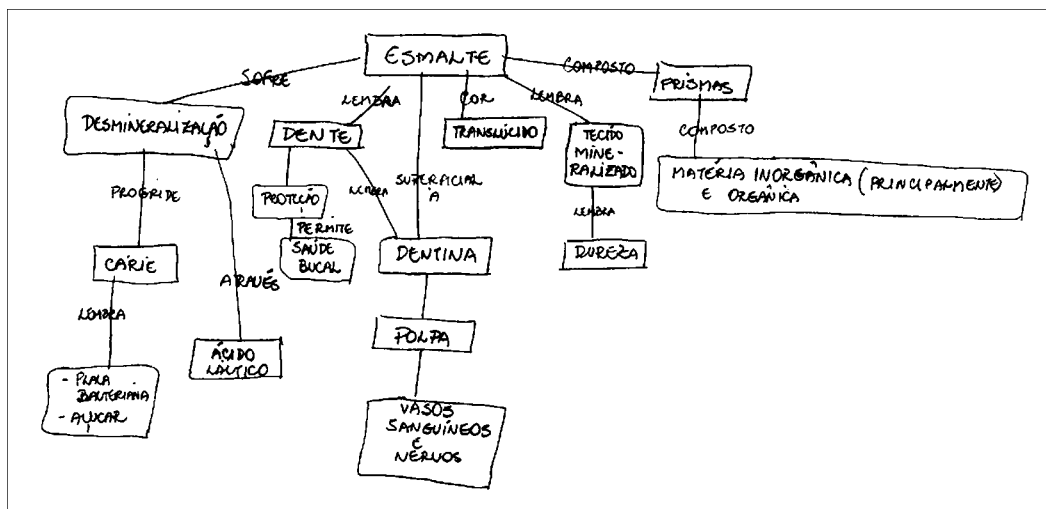 ESMALTE
SOFRE
LEMBRA
COR
LEMBRA
COMPOSTO
PRISMAS
DESMINERALIZAÇÃO
DENTE
TRANSLÚCIDO
TECIDO
MINE-
RALIZADO
COMPOSTO
MATÉRIA INORGÂNICA (PRINCIPALMENTE)
E ORGÂNICA
PROGRIDE
PROTEÇÃO
LEMBRA
SUPERFICIAL
À
LEMBRA
PERMITE
SAÚDE
BUCAL
DENTINA
DUREZA
CÁRIE
ATRAVÉS
LEMBRA
POLPA
ÁCIDO
LÁCTICO
- PLACA
BACTERIANA
- AÇUCAR
VASOS
SANGUÍNEOS
E
NERVOS